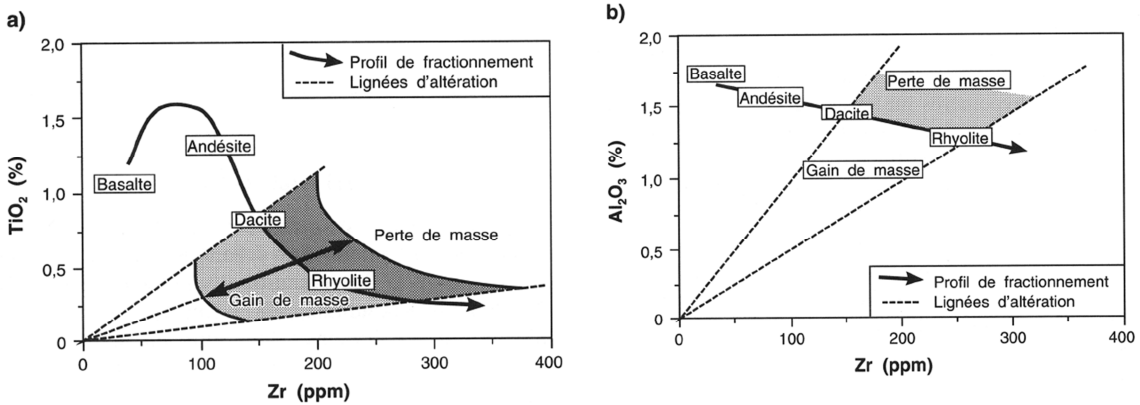 a)
2,0
1,5
1,0
0,5
0
TiO2 (%)
Profil de fractionnement
Lignées d'altération
Andésite
Basalte
Dacite
Perte de masse
Rhyolite
Gain de masse
0
100
200
300
400
Zr (ppm)
b)
2,0
1,5
1,0
0,5
0
Al2O3 (%)
Basalte
Perte de masse
Andésite
Dacite
Rhyolite
Gain de masse
Profil de fractionnement
Lignées d'altération
0
100
200
300
400
Zr (ppm)